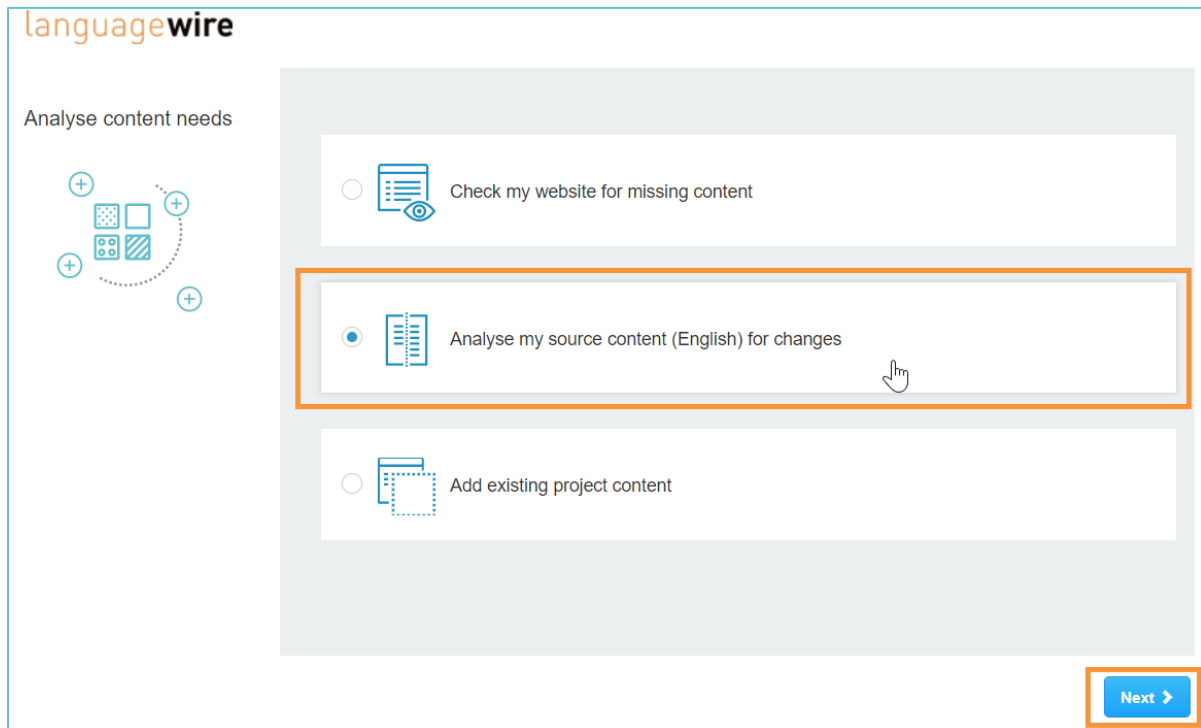 languagewire
Analyse content needs
Check my website for missing content
Analyse my source content (English) for changes
Add existing project content
Next